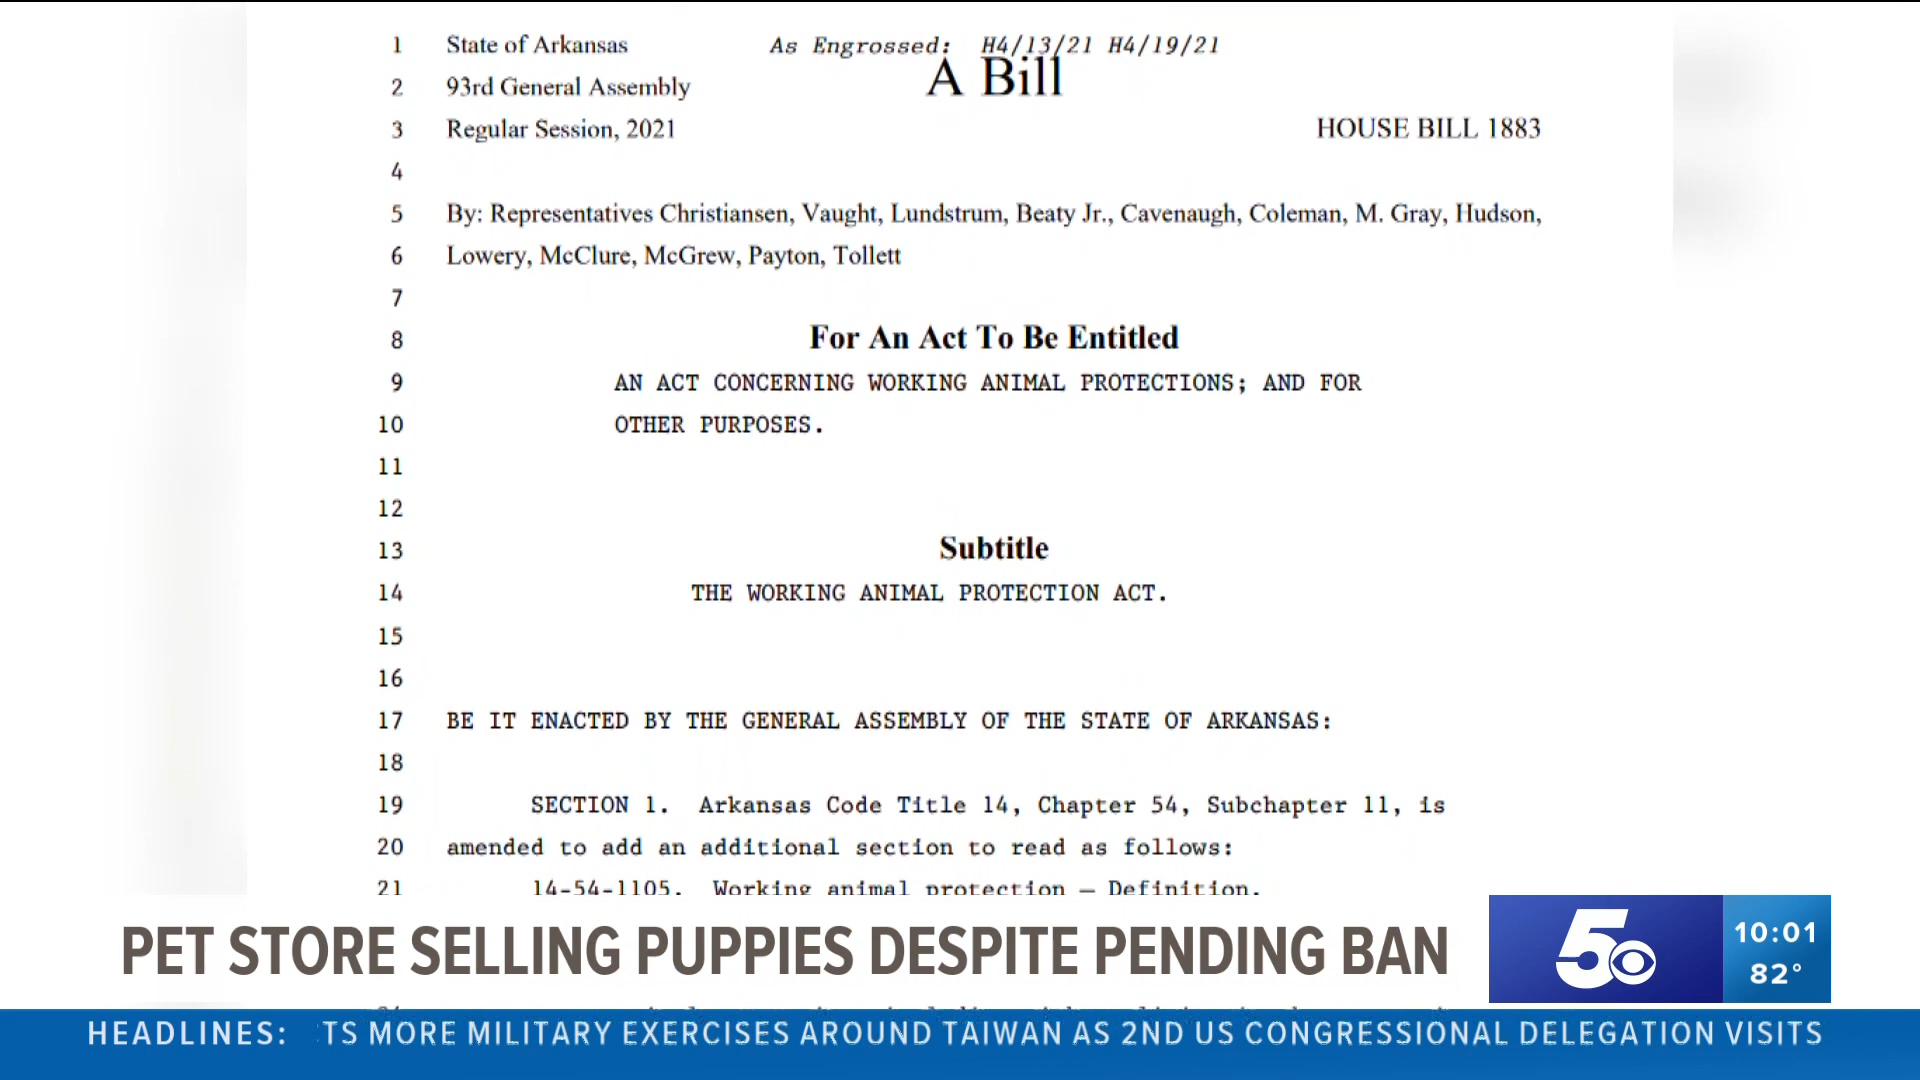 1 State of Arkansas As Engrossed: H4/13/21 H4/19/21
2 93rd General Assembly A Bill
3 Regular Session, 2021 HOUSE BILL 1883
4
5 By: Representatives Christiansen, Vaught, Lundstrum, Beaty Jr., Cavenaugh, Coleman, M. Gray, Hudson,
6 Lowery, McClure, McGrew, Payton, Tollett
7
8 For An Act To Be Entitled
9 AN ACT CONCERNING WORKING ANIMAL PROTECTIONS; AND FOR
10 OTHER PURPOSES.
11
12
13 Subtitle
14 THE WORKING ANIMAL PROTECTION ACT.
15
16
17 BE IT ENACTED BY THE GENERAL ASSEMBLY OF THE STATE OF ARKANSAS:
18
19 SECTION 1. Arkansas Code Title 14, Chapter 54, Subchapter 11, is
20 amended to add an additional section to read as follows:
21 14-54-1105. Working animal protection — Definition.
PET STORE SELLING PUPPIES DESPITE PENDING BAN
5
10:01
82°
HEADLINES: TS MORE MILITARY EXERCISES AROUND TAIWAN AS 2ND US CONGRESSIONAL DELEGATION VISITS